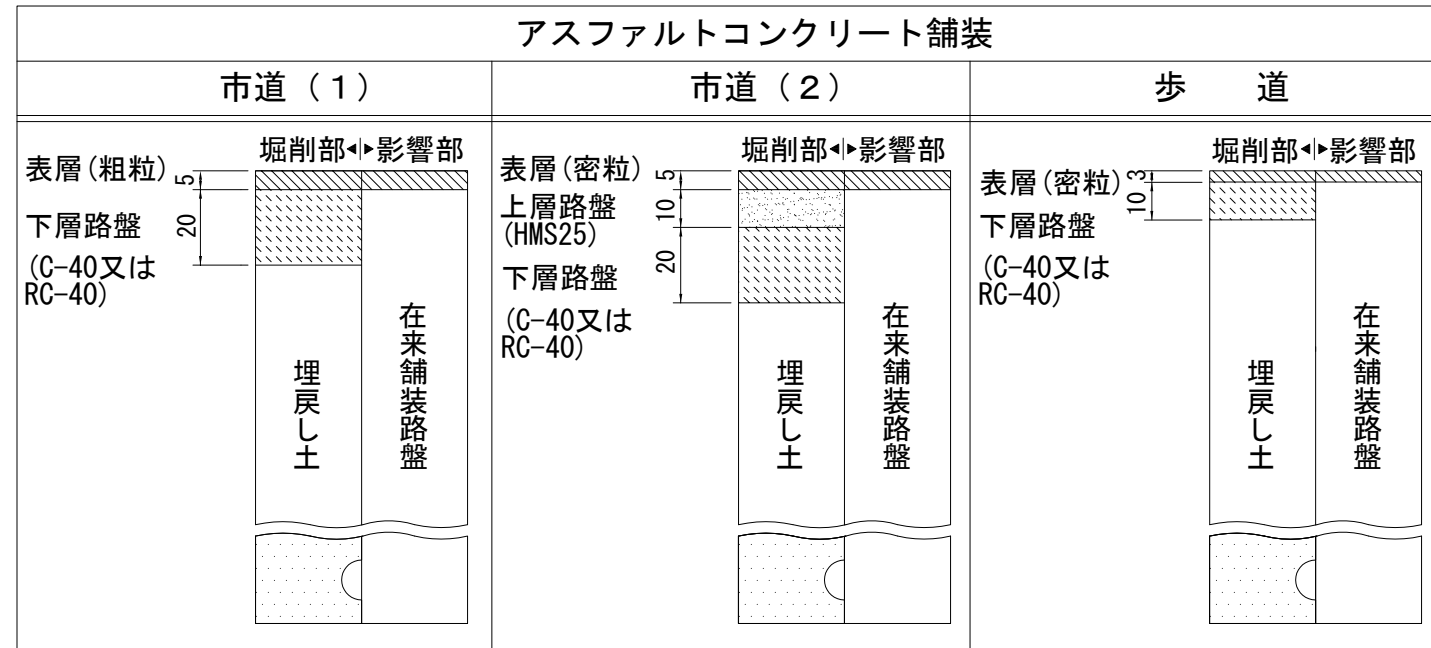 アスファルトコンクリート舗装
市道（１）
市道（２）
歩　　道
堀削部 影響部
表層(粗粒)
5
下層路盤
20
(C-40又は
RC-40)
埋戻し土
在来舗装路盤
堀削部 影響部
表層(密粒)
5
上層路盤
10
(HMS25)
下層路盤
20
(C-40又は
RC-40)
埋戻し土
在来舗装路盤
堀削部 影響部
表層(密粒)
3
10
下層路盤
(C-40又は
RC-40)
埋戻し土
在来舗装路盤